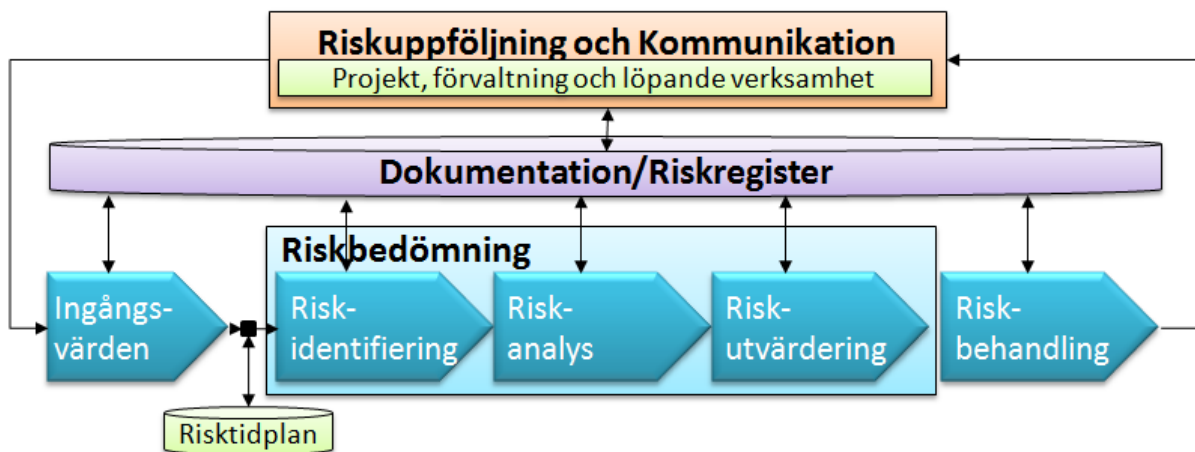 Riskuppföljning och Kommunikation
Projekt, förvaltning och löpande verksamhet
Dokumentation/Riskregister
Riskbedömning
Ingångs-
värden
Risk-
identifiering
Risk-
analys
Risk-
utvärdering
Risk-
behandling
Risktidplan